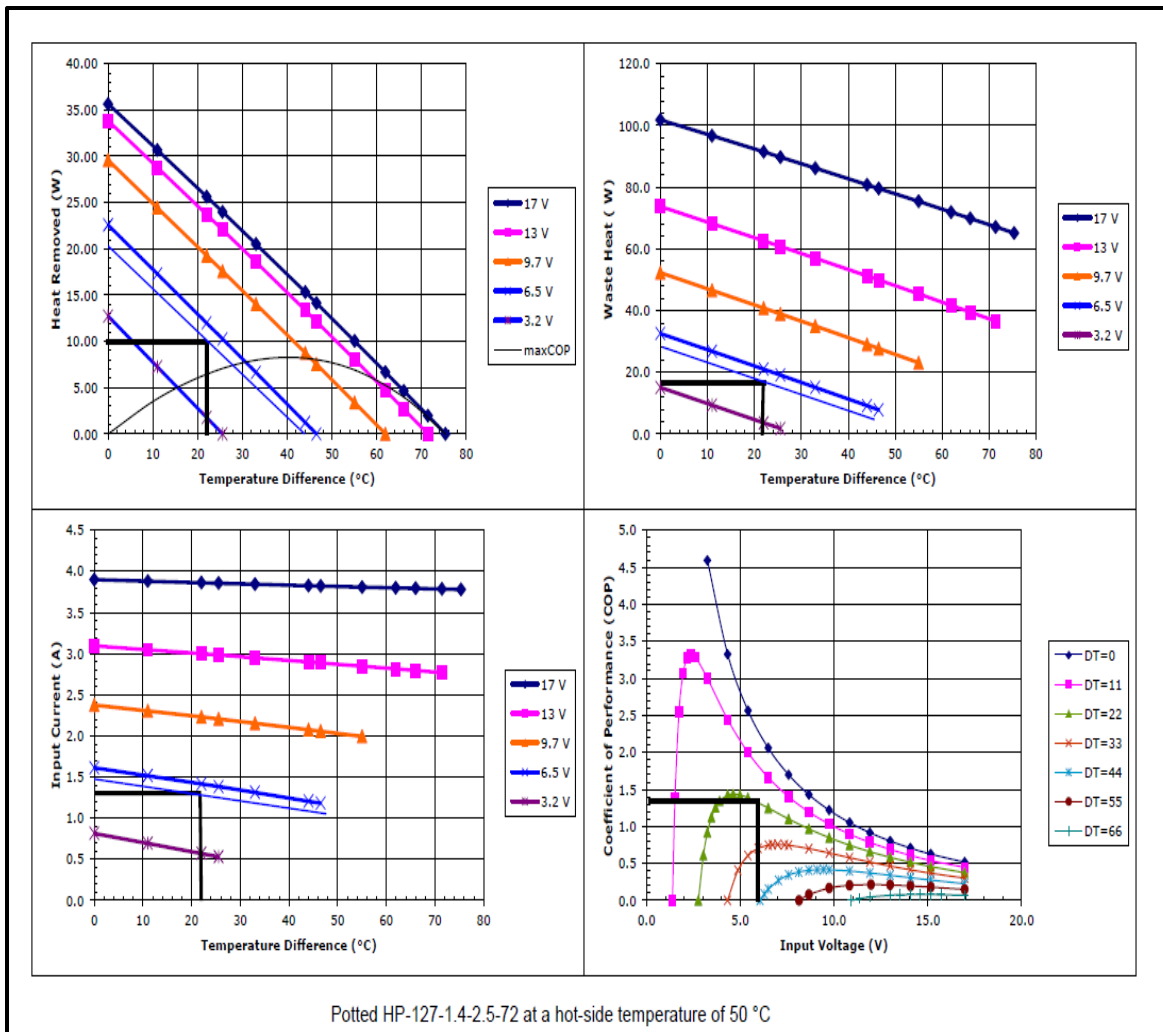 40.00
35.00
30.00
25.00
20.00
15.00
10.00
5.00
0.00
0 10 20 30 40 50 60 70 80
Heat Removed (W)
Temperature Difference (°C)
17 V
13 V
9.7 V
6.5 V
3.2 V
maxCOP
120.0
100.0
80.0
60.0
40.0
20.0
0.0
0 10 20 30 40 50 60 70 80
Waste Heat ( W)
Temperature Difference (°C)
17 V
13 V
9.7 V
6.5 V
3.2 V
4.5
4.0
3.5
3.0
2.5
2.0
1.5
1.0
0.5
0.0
0 10 20 30 40 50 60 70 80
Input Current (A)
Temperature Difference (°C)
17 V
13 V
9.7 V
6.5 V
3.2 V
5.0
4.5
4.0
3.5
3.0
2.5
2.0
1.5
1.0
0.5
0.0
0.0 5.0 10.0 15.0 20.0
Coefficient of Performance (COP)
Input Voltage (V)
DT=0
DT=11
DT=22
DT=33
DT=44
DT=55
DT=66
Potted HP-127-1.4-2.5-72 at a hot-side temperature of 50 °C